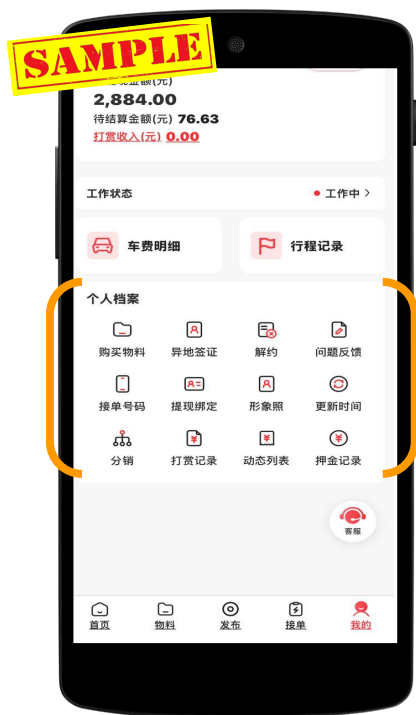 SAMPLE
2,884.00
待结算金额(元) 76.63
打赏收入(元) 0.00
工作状态
工作中
车费明细
行程记录
个人档案
购买物料 异地签证 解约 问题反馈
接单号码 提现绑定 形象照 更新时间
分销 打赏记录 动态列表 押金记录
客服
首页 物料 发布 接单 我的